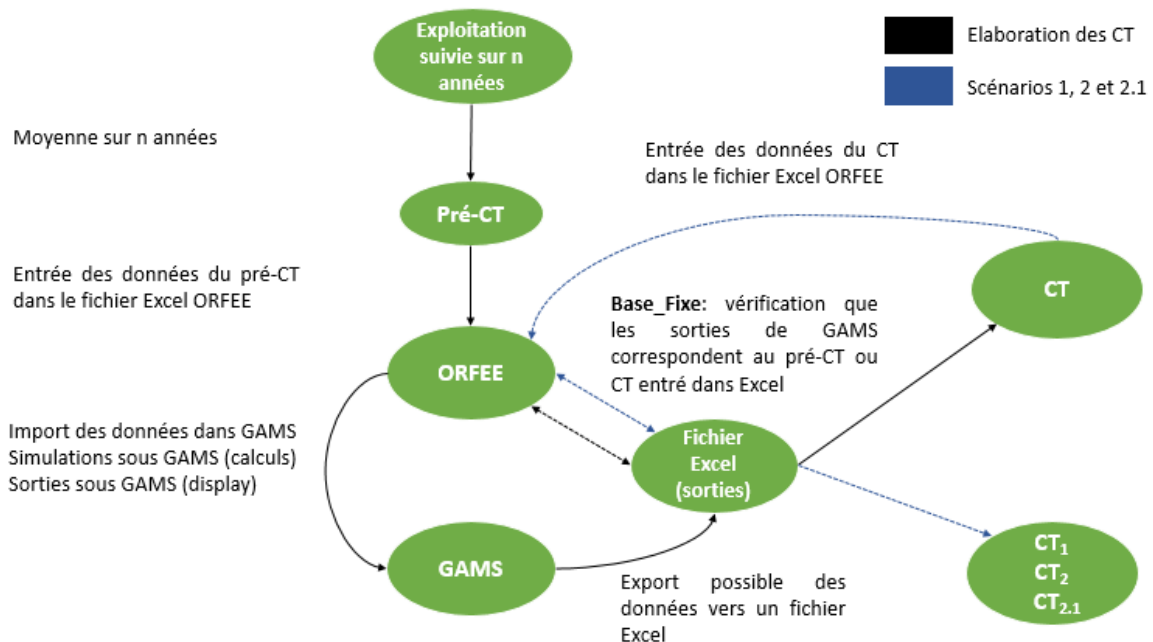 Exploitation
suivie sur n
années
Elaboration des CT
Scénarios 1, 2 et 2.1
Moyenne sur n années
Entrée des données du CT
dans le fichier Excel ORFEE
Pré-CT
Entrée des données du pré-CT
dans le fichier Excel ORFEE
CT
Base_Fixe: vérification que
les sorties de GAMS
correspondent au pré-CT ou
CT entré dans Excel
ORFEE
Import des données dans GAMS
Simulations sous GAMS (calculs)
Sorties sous GAMS (display)
Fichier
Excel
(sorties)
GAMS
CT₁
CT₂
CT₂.₁
Export possible des
données vers un fichier
Excel